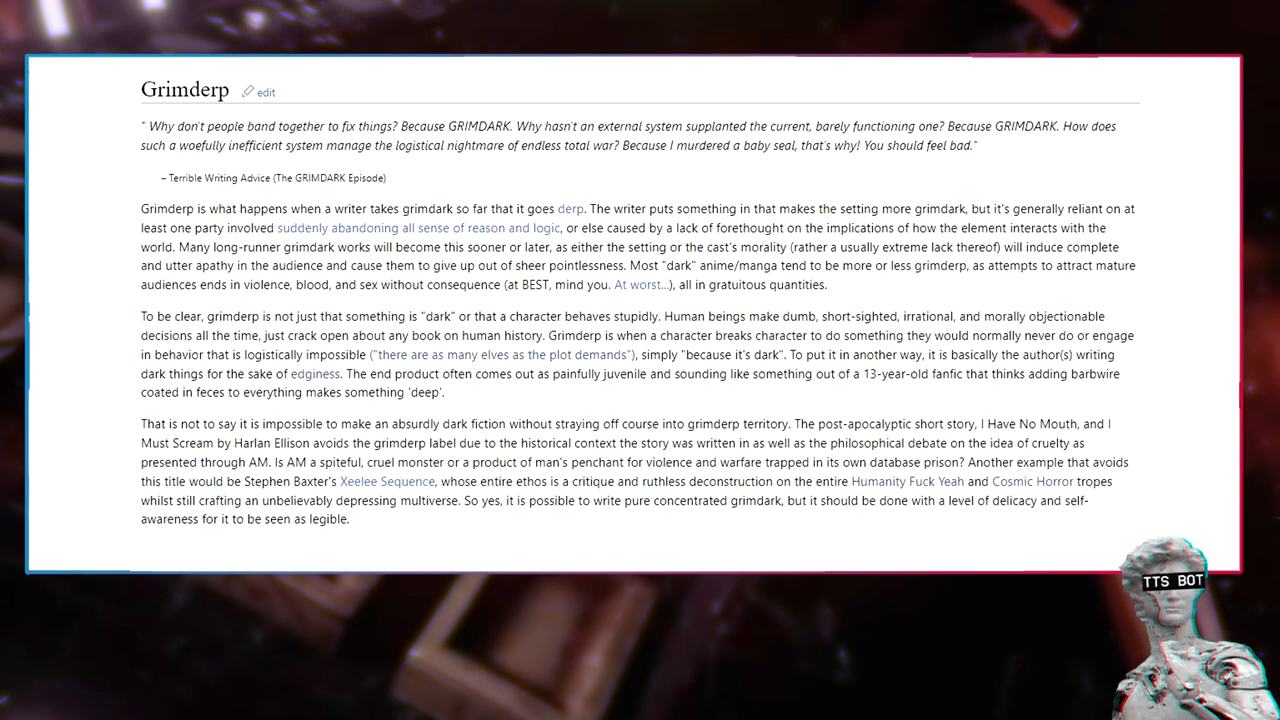 Grimderp edit
" Why don't people band together to fix things? Because GRIMDARK. Why hasn't an external system supplanted the current, barely functioning one? Because GRIMDARK. How does
such a woefully inefficient system manage the logistical nightmare of endless total war? Because I murdered a baby seal, that's why! You should feel bad."
– Terrible Writing Advice (The GRIMDARK Episode)
Grimderp is what happens when a writer takes grimdark so far that it goes derp. The writer puts something in that makes the setting more grimdark, but it's generally reliant on at
least one party involved suddenly abandoning all sense of reason and logic, or else caused by a lack of forethought on the implications of how the element interacts with the
world. Many long-runner grimdark works will become this sooner or later, as either the setting or the cast's morality (rather a usually extreme lack thereof) will induce complete
and utter apathy in the audience and cause them to give up out of sheer pointlessness. Most "dark" anime/manga tend to be more or less grimderp, as attempts to attract mature
audiences ends in violence, blood, and sex without consequence (at BEST, mind you. At worst...), all in gratuitous quantities.
To be clear, grimderp is not just that something is "dark" or that a character behaves stupidly. Human beings make dumb, short-sighted, irrational, and morally objectionable
decisions all the time, just crack open about any book on human history. Grimderp is when a character breaks character to do something they would normally never do or engage
in behavior that is logistically impossible ("there are as many elves as the plot demands"), simply "because it's dark". To put it in another way, it is basically the author(s) writing
dark things for the sake of edginess. The end product often comes out as painfully juvenile and sounding like something out of a 13-year-old fanfic that thinks adding barbwire
coated in feces to everything makes something 'deep'.
That is not to say it is impossible to make an absurdly dark fiction without straying off course into grimderp territory. The post-apocalyptic short story, I Have No Mouth, and I
Must Scream by Harlan Ellison avoids the grimderp label due to the historical context the story was written in as well as the philosophical debate on the idea of cruelty as
presented through AM. Is AM a spiteful, cruel monster or a product of man's penchant for violence and warfare trapped in its own database prison? Another example that avoids
this title would be Stephen Baxter's Xeelee Sequence, whose entire ethos is a critique and ruthless deconstruction on the entire Humanity Fuck Yeah and Cosmic Horror tropes
whilst still crafting an unbelievably depressing multiverse. So yes, it is possible to write pure concentrated grimdark, but it should be done with a level of delicacy and self-
awareness for it to be seen as legible.
TTS BOT